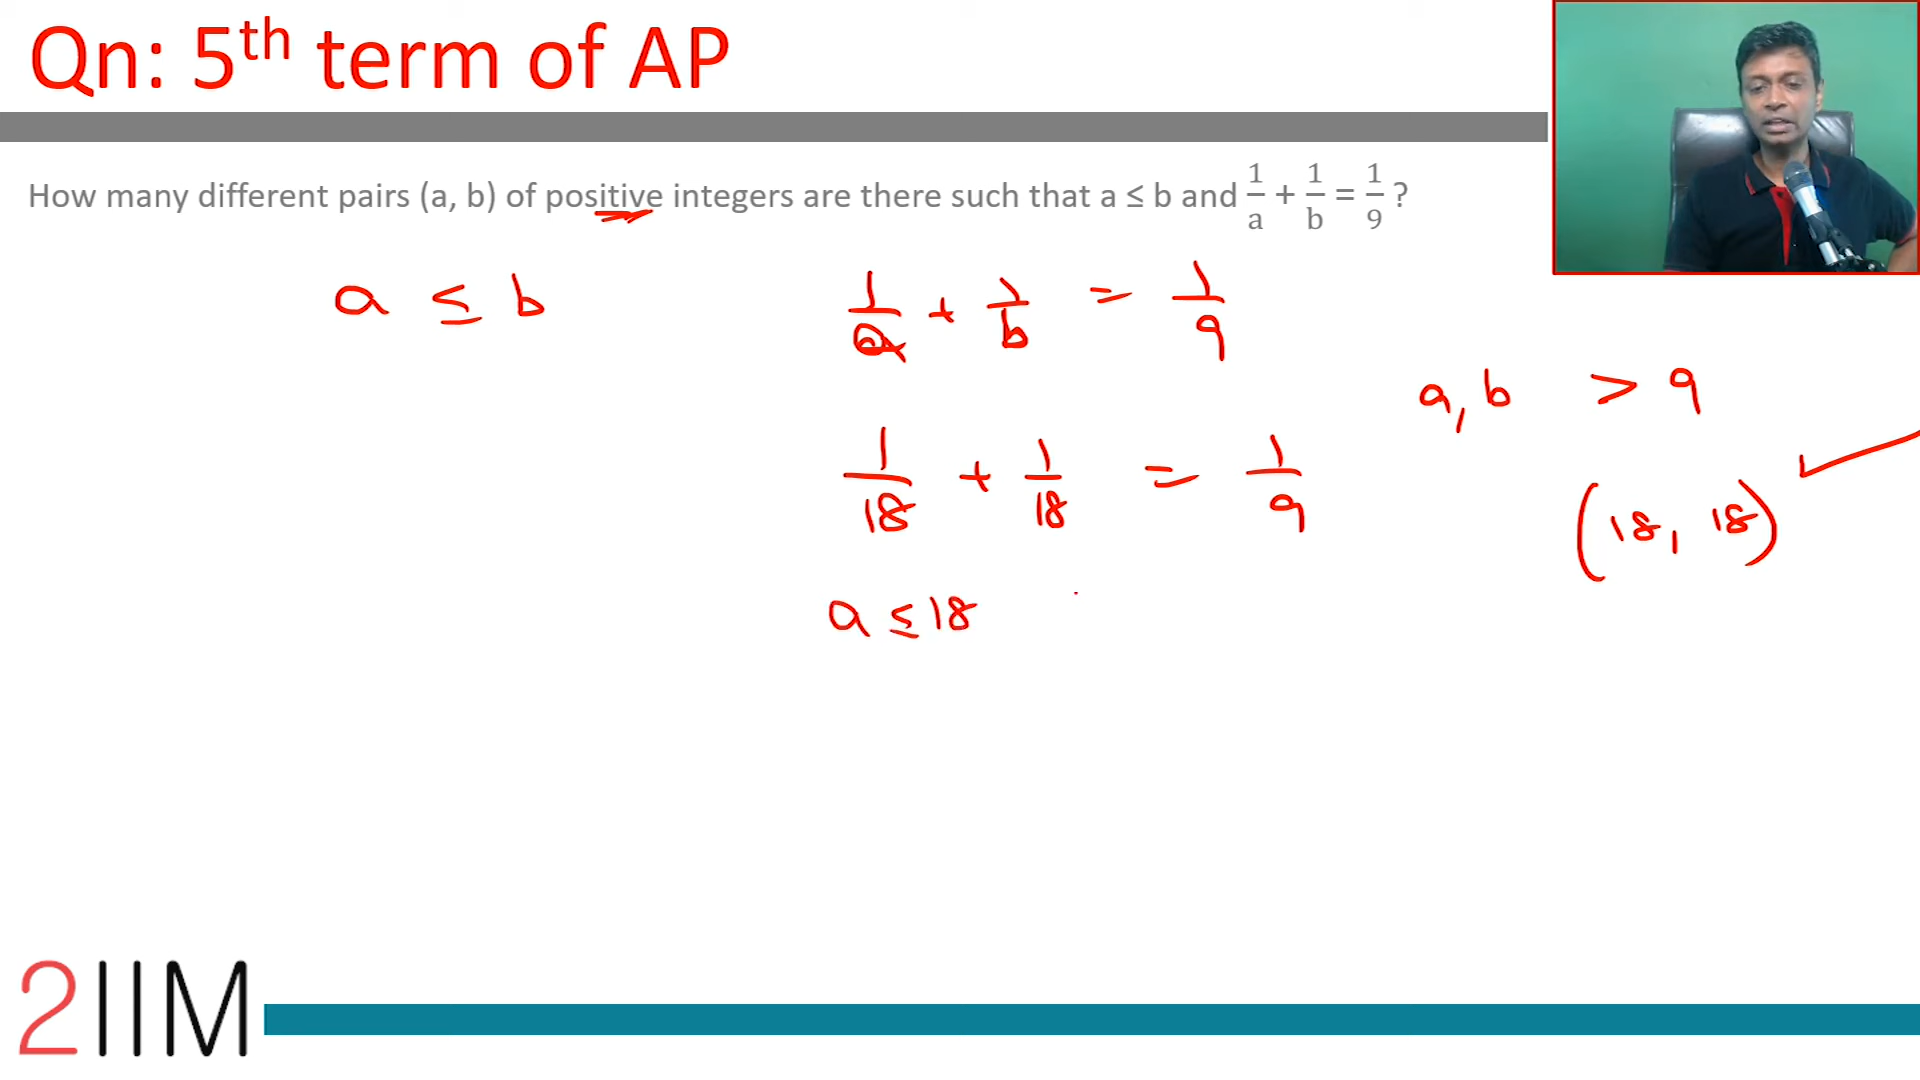 Qn: 5th term of AP
How many different pairs (a, b) of positive integers are there such that a ≤ b and 1/a + 1/b = 1/9 ?
a ≤ b 1/a + 1/b = 1/9
a, b > 9
1/18 + 1/18 = 1/9
(18, 18)
a ≤ 18
2IIM